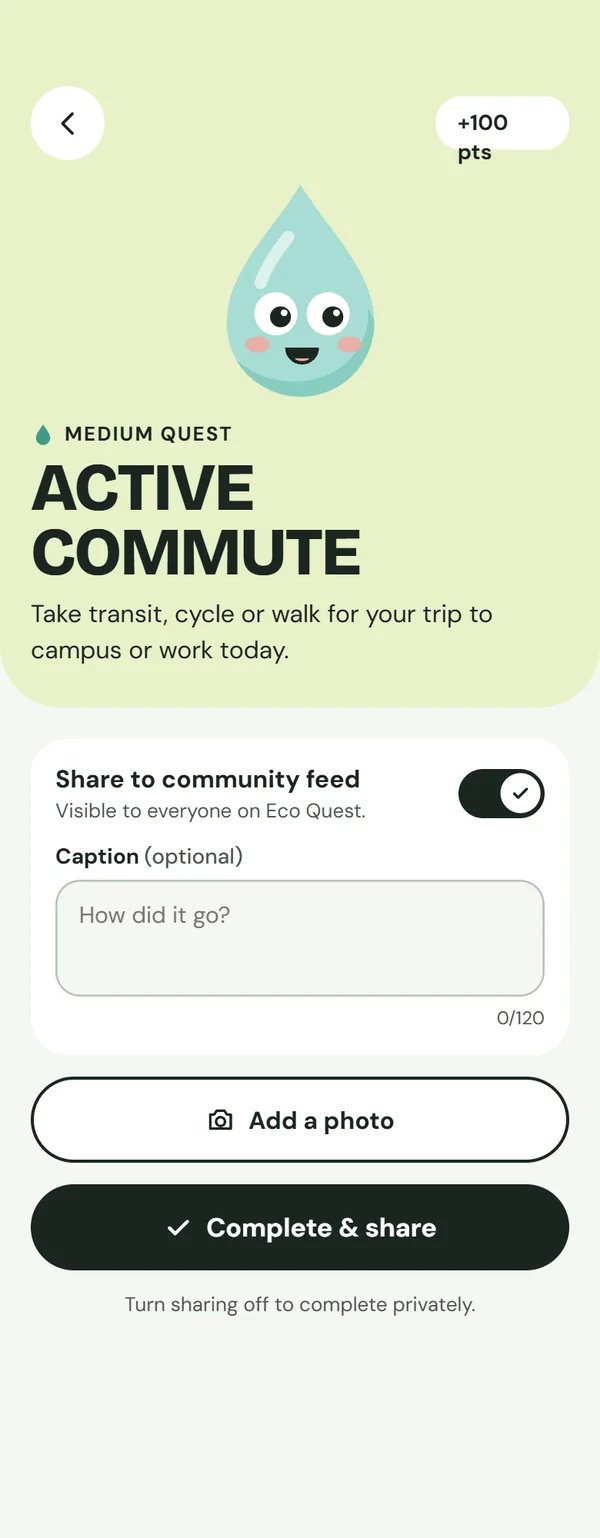 +100
pts
MEDIUM QUEST
ACTIVE
COMMUTE
Take transit, cycle or walk for your trip to
campus or work today.
Share to community feed
Visible to everyone on Eco Quest.
Caption (optional)
How did it go?
0/120
Add a photo
Complete & share
Turn sharing off to complete privately.